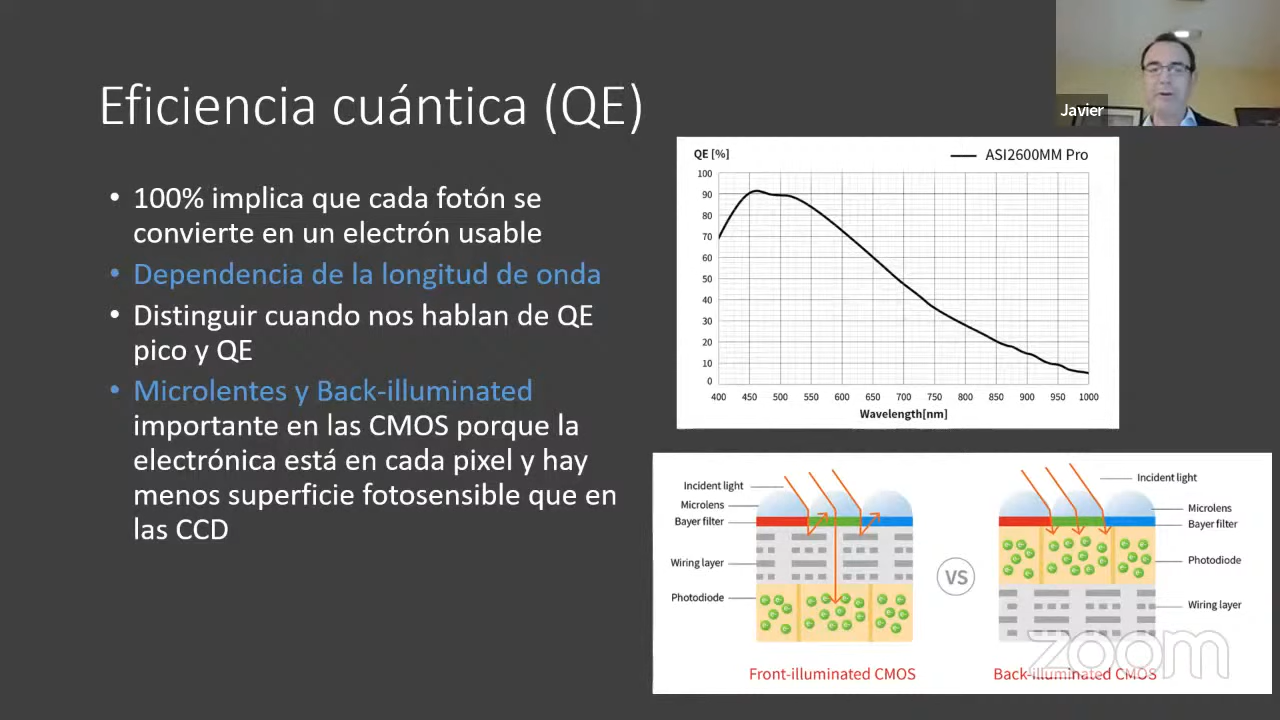 Javier
Eficiencia cuántica (QE)
• 100% implica que cada fotón se
convierte en un electrón usable
• Dependencia de la longitud de onda
• Distinguir cuando nos hablan de QE
pico y QE
• Microlentes y Back-illuminated
importante en las CMOS porque la
electrónica está en cada pixel y hay
menos superficie fotosensible que en
las CCD
QE [%]
ASI2600MM Pro
100
90
80
70
60
50
40
30
20
10
0
400 450 500 550 600 650 700 750 800 850 900 950 1000
Wavelength[nm]
Incident light
Microlens
Bayer filter
Wiring layer
Photodiode
Front-illuminated CMOS
VS
Incident light
Microlens
Bayer filter
Photodiode
Wiring layer
Back-illuminated CMOS
zoom